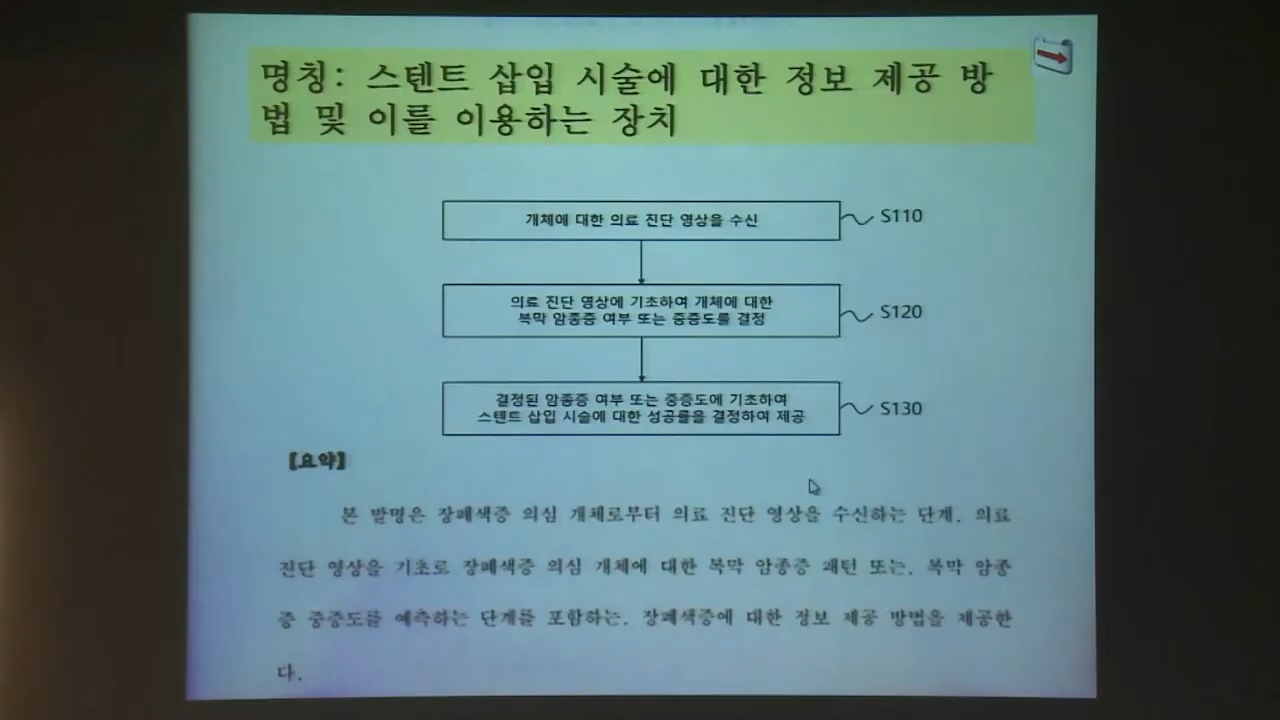 명칭: 스텐트 삽입 시술에 대한 정보 제공 방
법 및 이를 이용하는 장치
개체에 대한 의료 진단 영상을 수신
S110
의료 진단 영상에 기초하여 개체에 대한
복막 암종증 여부 또는 중증도를 결정
S120
결정된 암종증 여부 또는 중증도에 기초하여
스텐트 삽입 시술에 대한 성공률을 결정하여 제공
S130
[요약]
본 발명은 장폐색증 의심 개체로부터 의료 진단 영상을 수신하는 단계, 의료
진단 영상을 기초로 장폐색증 의심 개체에 대한 복막 암종증 패턴 또는, 복막 암종
증 중증도를 예측하는 단계를 포함하는, 장폐색증에 대한 정보 제공 방법을 제공한
다.